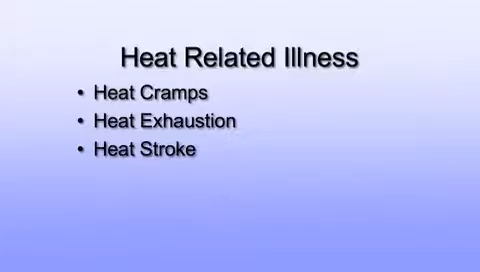 Heat Related Illness
• Heat Cramps
• Heat Exhaustion
• Heat Stroke